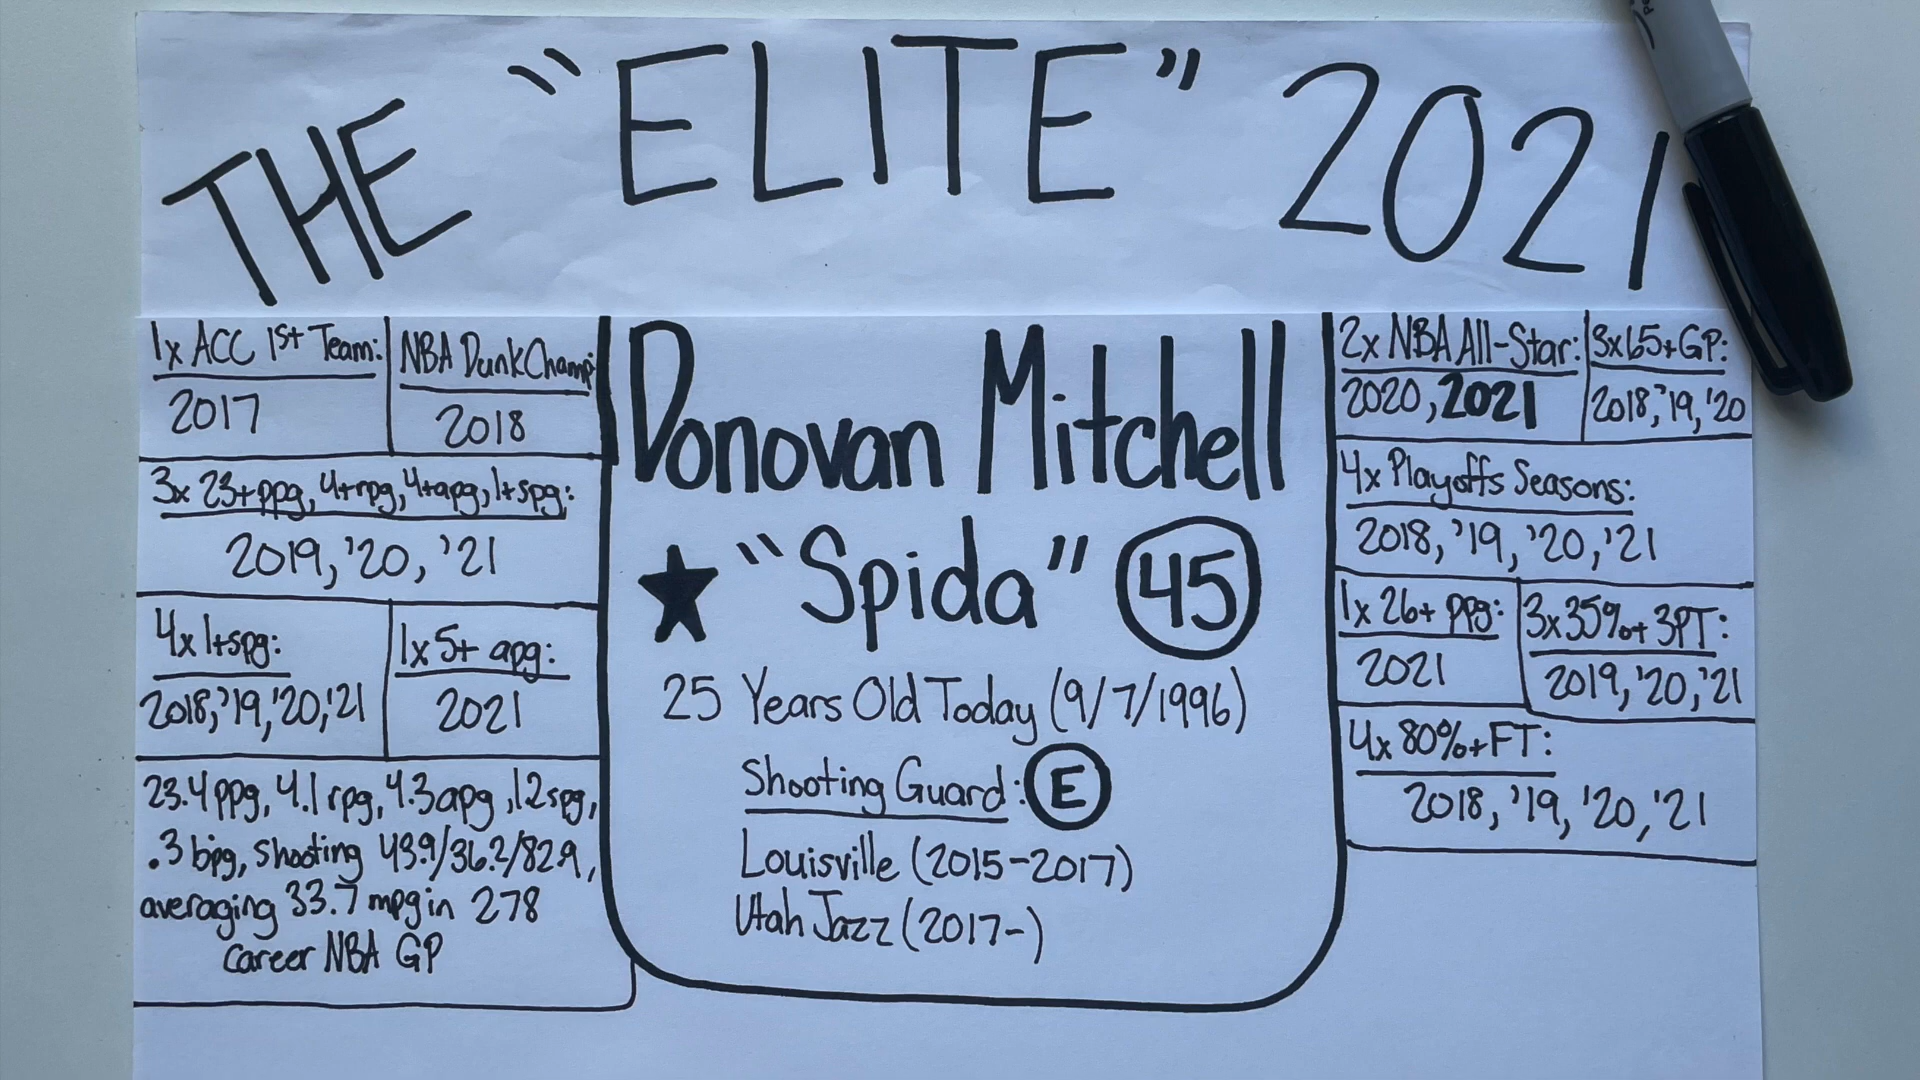 THE "ELITE" 2021
1x ACC 1st Team:
2017
NBA Dunk Champ:
2018
3x 23+ppg, 4+rpg, 4+apg, 1+spg:
2019, '20, '21
4x 1+spg:
2018, '19, '20, '21
1x 5+ apg:
2021
23.4 ppg, 4.1 rpg, 4.3 apg, 1.2 spg,
.3 bpg, shooting 43.9/36.2/82.9,
averaging 33.7 mpg in 278
career NBA GP
Donovan Mitchell
★ "Spida" 45
25 Years Old Today (9/7/1996)
Shooting Guard: E
Louisville (2015-2017)
Utah Jazz (2017-)
2x NBA All-Star:
2020, 2021
3x 65+GP:
2018, '19, '20
4x Playoffs Seasons:
2018, '19, '20, '21
1x 26+ ppg:
2021
3x 35%+ 3PT:
2019, '20, '21
4x 80%+FT:
2018, '19, '20, '21